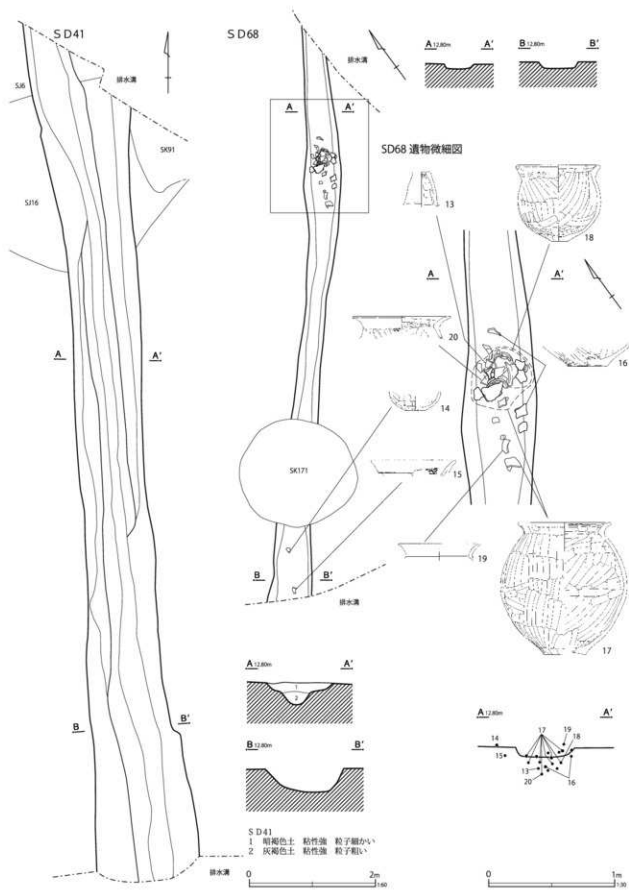 SD41
排水溝
SJ6
SK91
SJ16
A
A'
B
B'
排水溝
SD68
排水溝
A
A'
SK171
B
B'
排水溝
A 12.80m
A'
B 12.80m
B'
SD68 遺物微細図
13
18
A
A'
20
16
14
15
19
17
A 12.80m
A'
1
2
B 12.80m
B'
SD41
1 暗褐色土 粘性強 粒子細かい
2 灰褐色土 粘性強 粒子粗い
A 12.80m
A'
14
17
19
18
15
13
20
16
0
2m
1:60
0
1m
1:30